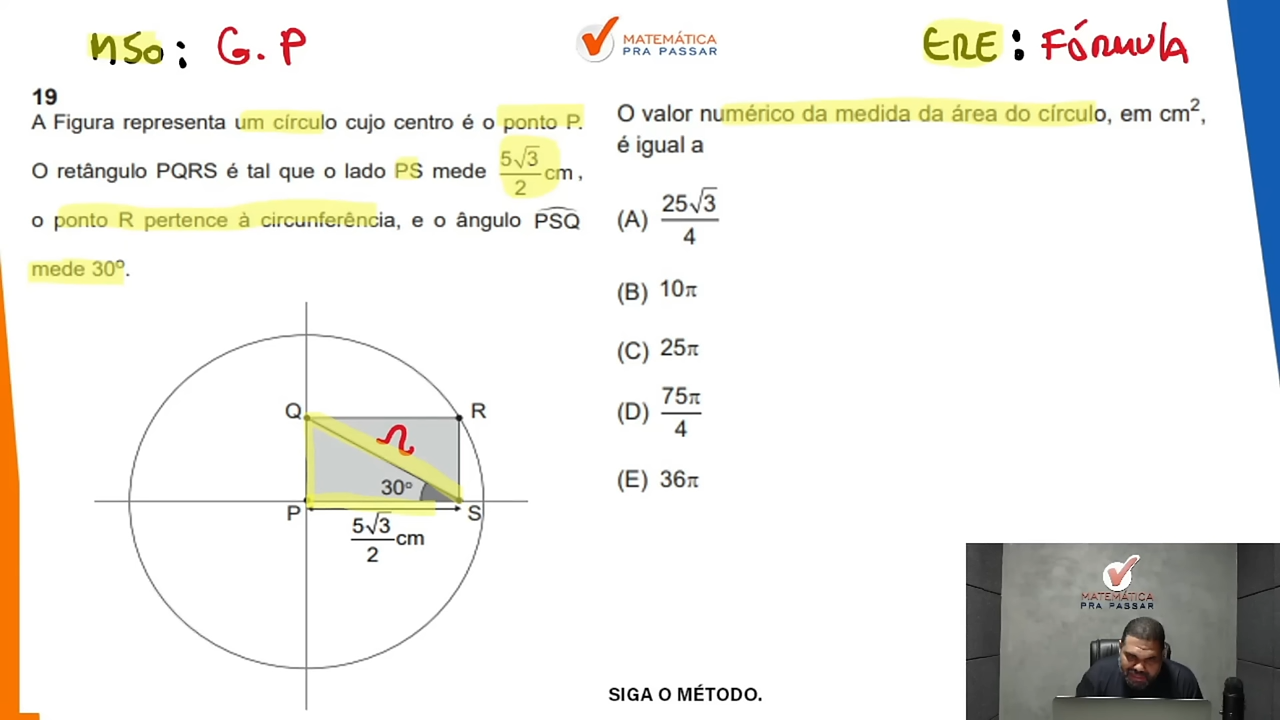 MSO: G.P
MATEMÁTICA
PRA PASSAR
ERE: FÓRMULA
19
A Figura representa um círculo cujo centro é o ponto P.
O retângulo PQRS é tal que o lado PS mede 5√3/2 cm,
o ponto R pertence à circunferência, e o ângulo PSQ
mede 30º.
Q
R
r
30°
P
S
5√3/2 cm
O valor numérico da medida da área do círculo, em cm²,
é igual a
(A) 25√3/4
(B) 10π
(C) 25π
(D) 75π/4
(E) 36π
MATEMÁTICA
PRA PASSAR
SIGA O MÉTODO.